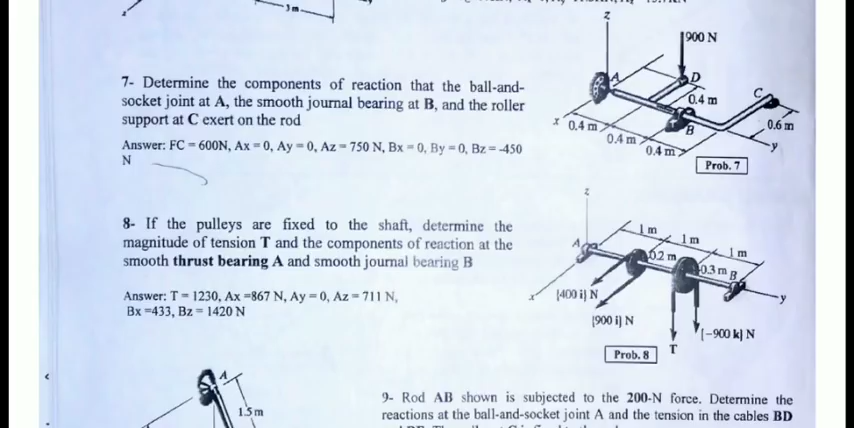 3m
7- Determine the components of reaction that the ball-and-
socket joint at A, the smooth journal bearing at B, and the roller
support at C exert on the rod
Answer: FC = 600N, Ax = 0, Ay = 0, Az = 750 N, Bx = 0, By = 0, Bz = -450
N
z
900 N
A
D
C
0.4 m
x
0.4 m
B
0.6 m
0.4 m
y
0.4 m
Prob. 7
8- If the pulleys are fixed to the shaft, determine the
magnitude of tension T and the components of reaction at the
smooth thrust bearing A and smooth journal bearing B
Answer: T = 1230, Ax =867 N, Ay = 0, Az = 711 N,
Bx =433, Bz = 1420 N
z
1 m
A
1 m
0.2 m
1 m
0.3 m
B
x
{400 i} N
y
{900 i} N
{-900 k} N
T
Prob. 8
A
1.5 m
9- Rod AB shown is subjected to the 200-N force. Determine the
reactions at the ball-and-socket joint A and the tension in the cables BD